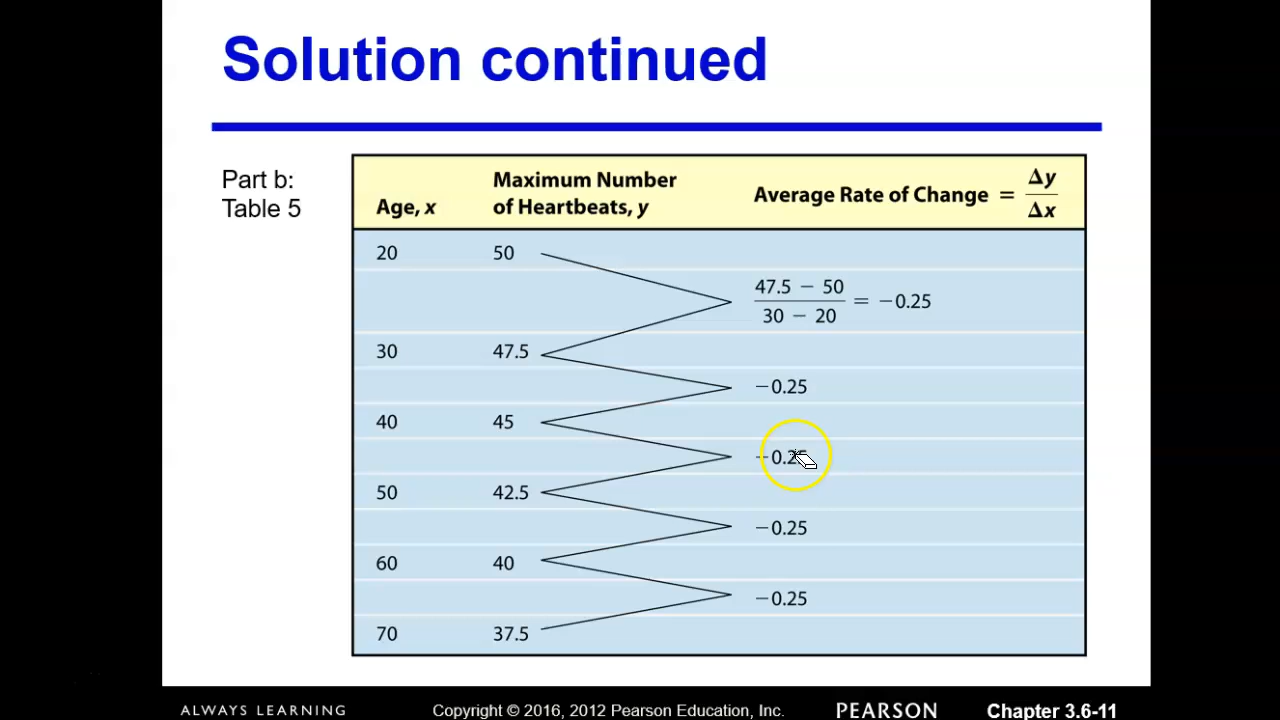 Solution continued
Part b:
Table 5
Age, x
Maximum Number
of Heartbeats, y
Average Rate of Change = Δy
Δx
20 50
47.5 − 50
30 − 20
= −0.25
30 47.5
−0.25
40 45
−0.25
50 42.5
−0.25
60 40
−0.25
70 37.5
ALWAYS LEARNING
Copyright © 2016, 2012 Pearson Education, Inc.
PEARSON
Chapter 3.6-11